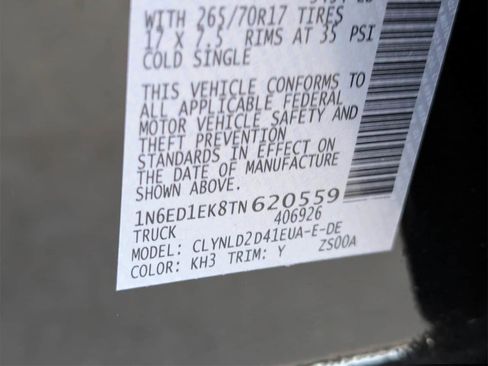 WITH 265/70R17 TIRES
17 X 7.5 RIMS AT 35 PSI
COLD SINGLE
THIS VEHICLE CONFORMS TO
ALL APPLICABLE FEDERAL
MOTOR VEHICLE SAFETY AND
THEFT PREVENTION
STANDARDS IN EFFECT ON
THE DATE OF MANUFACTURE
SHOWN ABOVE.
1N6ED1EK8TN620559
TRUCK 406926
MODEL: CLYNLD2D41EUA-E-DE
COLOR: KH3 TRIM: Y ZS00A